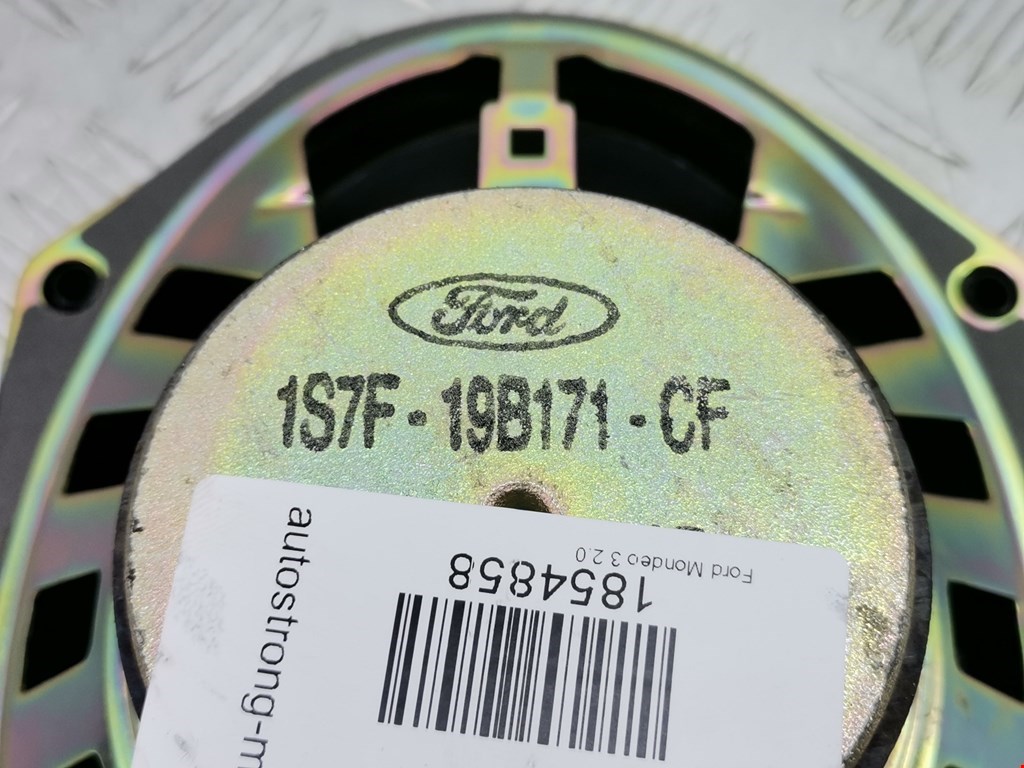 Ford
1S7F-19B171-CF
Ford Mondeo 3 2.0
1854858
autostrong-m